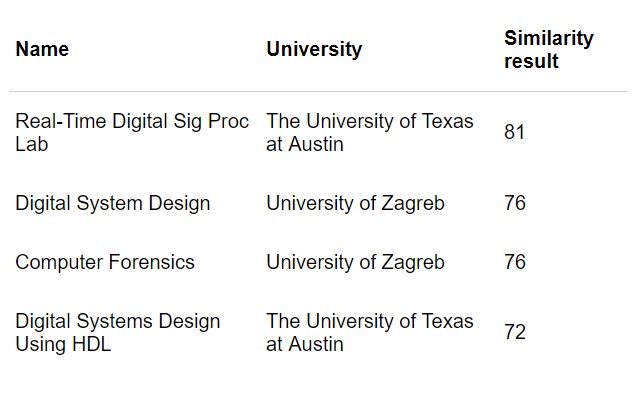 Name University Similarity
result
Real-Time Digital Sig Proc The University of Texas 81
Lab at Austin
Digital System Design University of Zagreb 76
Computer Forensics University of Zagreb 76
Digital Systems Design The University of Texas 72
Using HDL at Austin